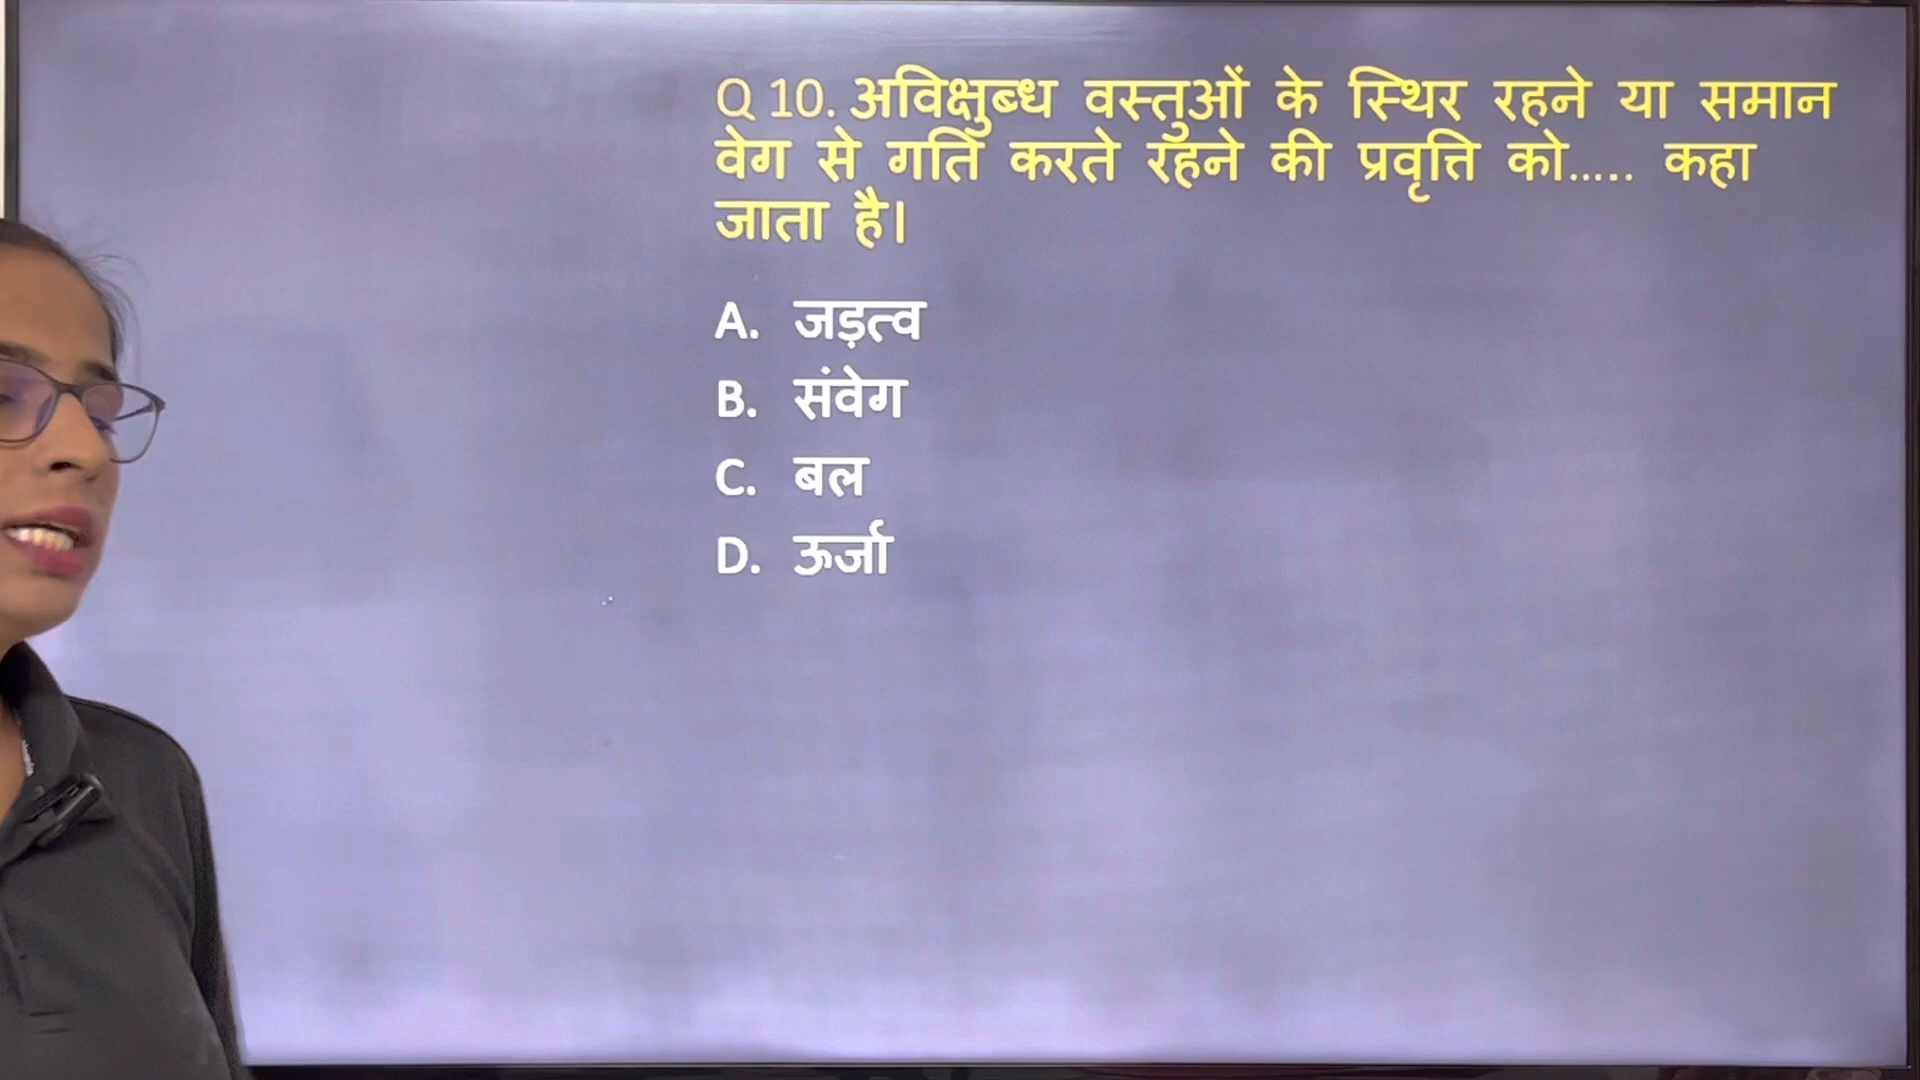 Q 10. अविक्षुब्ध वस्तुओं के स्थिर रहने या समान
वेग से गति करते रहने की प्रवृत्ति को..... कहा
जाता है।
A. जड़त्व
B. संवेग
C. बल
D. ऊर्जा